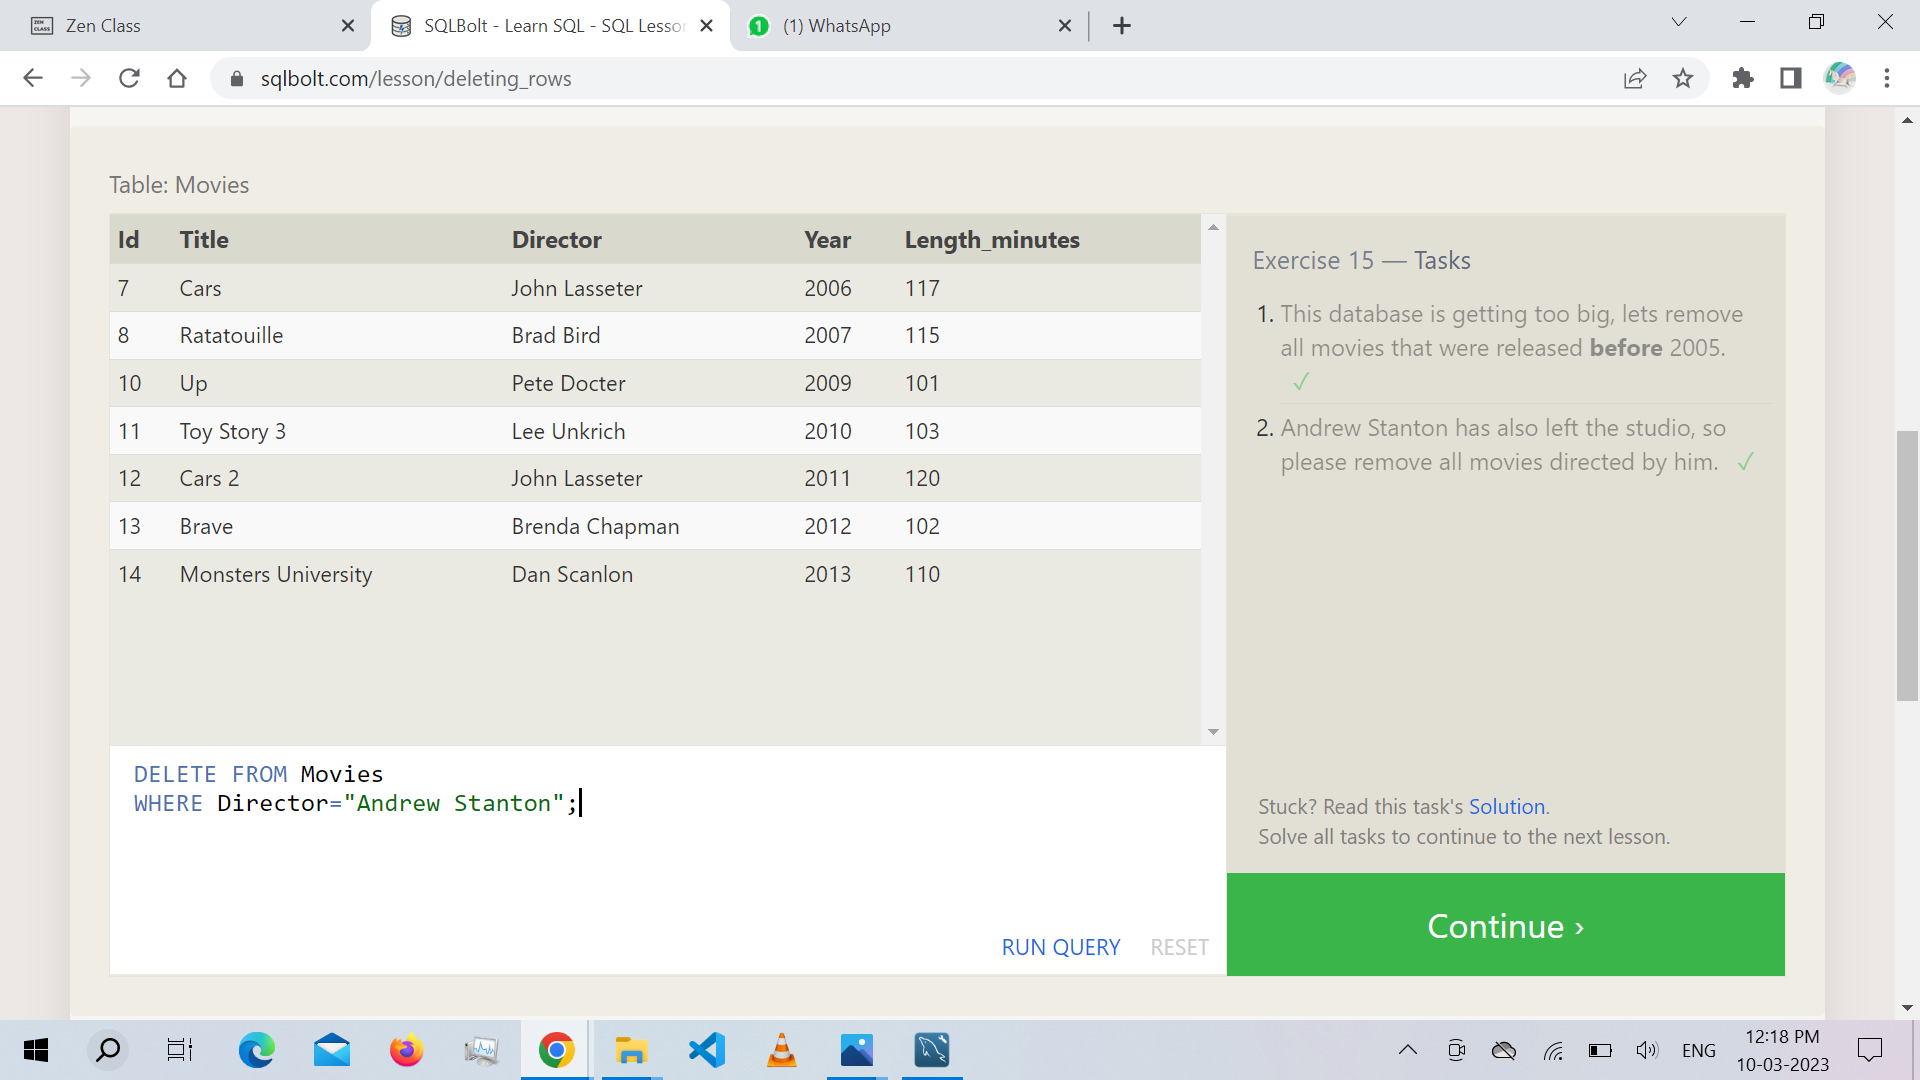 Zen Class
SQLBolt - Learn SQL - SQL Lesso
(1) WhatsApp
sqlbolt.com/lesson/deleting_rows
Table: Movies
Id Title Director Year Length_minutes
7 Cars John Lasseter 2006 117
8 Ratatouille Brad Bird 2007 115
10 Up Pete Docter 2009 101
11 Toy Story 3 Lee Unkrich 2010 103
12 Cars 2 John Lasseter 2011 120
13 Brave Brenda Chapman 2012 102
14 Monsters University Dan Scanlon 2013 110
DELETE FROM Movies
WHERE Director="Andrew Stanton";
RUN QUERY RESET
Exercise 15 — Tasks
1. This database is getting too big, lets remove
all movies that were released before 2005.
✓
2. Andrew Stanton has also left the studio, so
please remove all movies directed by him. ✓
Stuck? Read this task's Solution.
Solve all tasks to continue to the next lesson.
Continue ›
ENG
12:18 PM
10-03-2023